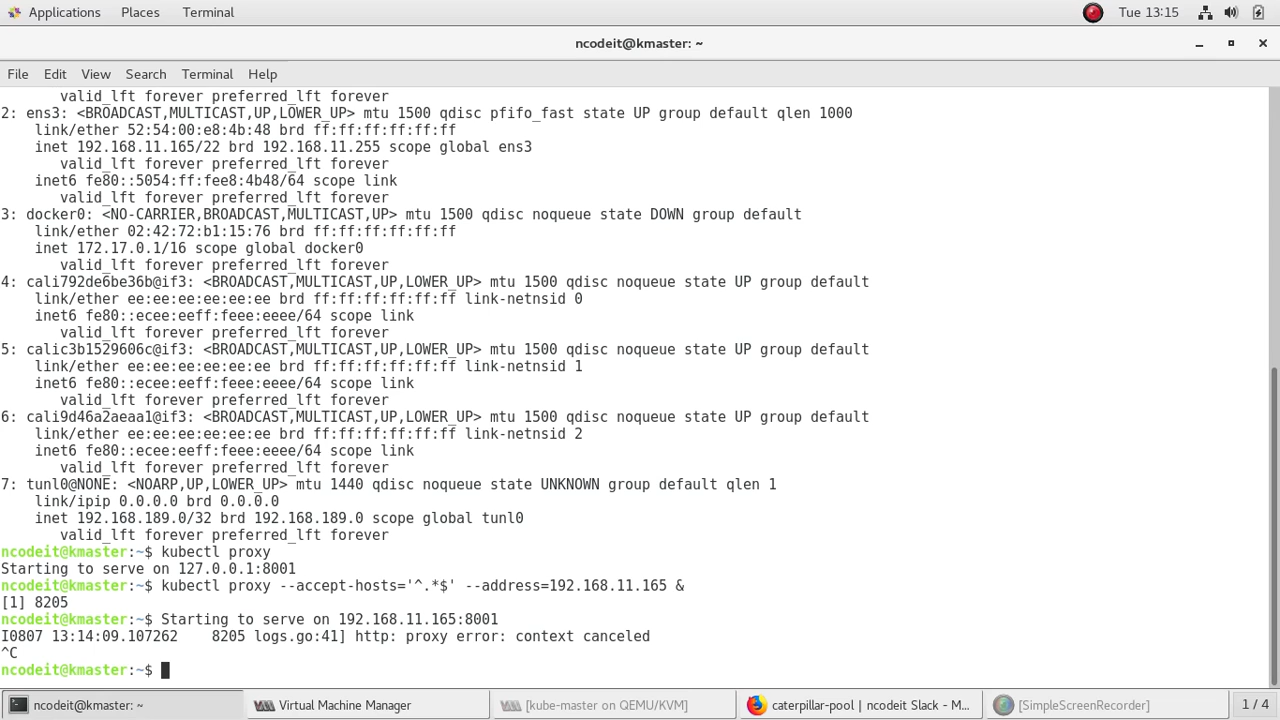 Applications Places Terminal Tue 13:15
ncodeit@kmaster: ~
File Edit View Search Terminal Help
valid_lft forever preferred_lft forever
2: ens3: <BROADCAST,MULTICAST,UP,LOWER_UP> mtu 1500 qdisc pfifo_fast state UP group default qlen 1000
link/ether 52:54:00:e8:4b:48 brd ff:ff:ff:ff:ff:ff
inet 192.168.11.165/22 brd 192.168.11.255 scope global ens3
valid_lft forever preferred_lft forever
inet6 fe80::5054:ff:fee8:4b48/64 scope link
valid_lft forever preferred_lft forever
3: docker0: <NO-CARRIER,BROADCAST,MULTICAST,UP> mtu 1500 qdisc noqueue state DOWN group default
link/ether 02:42:72:b1:15:76 brd ff:ff:ff:ff:ff:ff
inet 172.17.0.1/16 scope global docker0
valid_lft forever preferred_lft forever
4: cali792de6be36b@if3: <BROADCAST,MULTICAST,UP,LOWER_UP> mtu 1500 qdisc noqueue state UP group default
link/ether ee:ee:ee:ee:ee:ee brd ff:ff:ff:ff:ff:ff link-netnsid 0
inet6 fe80::ecee:eeff:feee:eeee/64 scope link
valid_lft forever preferred_lft forever
5: calic3b1529606c@if3: <BROADCAST,MULTICAST,UP,LOWER_UP> mtu 1500 qdisc noqueue state UP group default
link/ether ee:ee:ee:ee:ee:ee brd ff:ff:ff:ff:ff:ff link-netnsid 1
inet6 fe80::ecee:eeff:feee:eeee/64 scope link
valid_lft forever preferred_lft forever
6: cali9d46a2aeaa1@if3: <BROADCAST,MULTICAST,UP,LOWER_UP> mtu 1500 qdisc noqueue state UP group default
link/ether ee:ee:ee:ee:ee:ee brd ff:ff:ff:ff:ff:ff link-netnsid 2
inet6 fe80::ecee:eeff:feee:eeee/64 scope link
valid_lft forever preferred_lft forever
7: tunl0@NONE: <NOARP,UP,LOWER_UP> mtu 1440 qdisc noqueue state UNKNOWN group default qlen 1
link/ipip 0.0.0.0 brd 0.0.0.0
inet 192.168.189.0/32 brd 192.168.189.0 scope global tunl0
valid_lft forever preferred_lft forever
ncodeit@kmaster:~$ kubectl proxy
Starting to serve on 127.0.0.1:8001
ncodeit@kmaster:~$ kubectl proxy --accept-hosts='^.*$' --address=192.168.11.165 &
[1] 8205
ncodeit@kmaster:~$ Starting to serve on 192.168.11.165:8001
I0807 13:14:09.107262 8205 logs.go:41] http: proxy error: context canceled
^C
ncodeit@kmaster:~$
ncodeit@kmaster: ~ Virtual Machine Manager [kube-master on QEMU/KVM] caterpillar-pool | ncodeit Slack - M... [SimpleScreenRecorder] 1 / 4